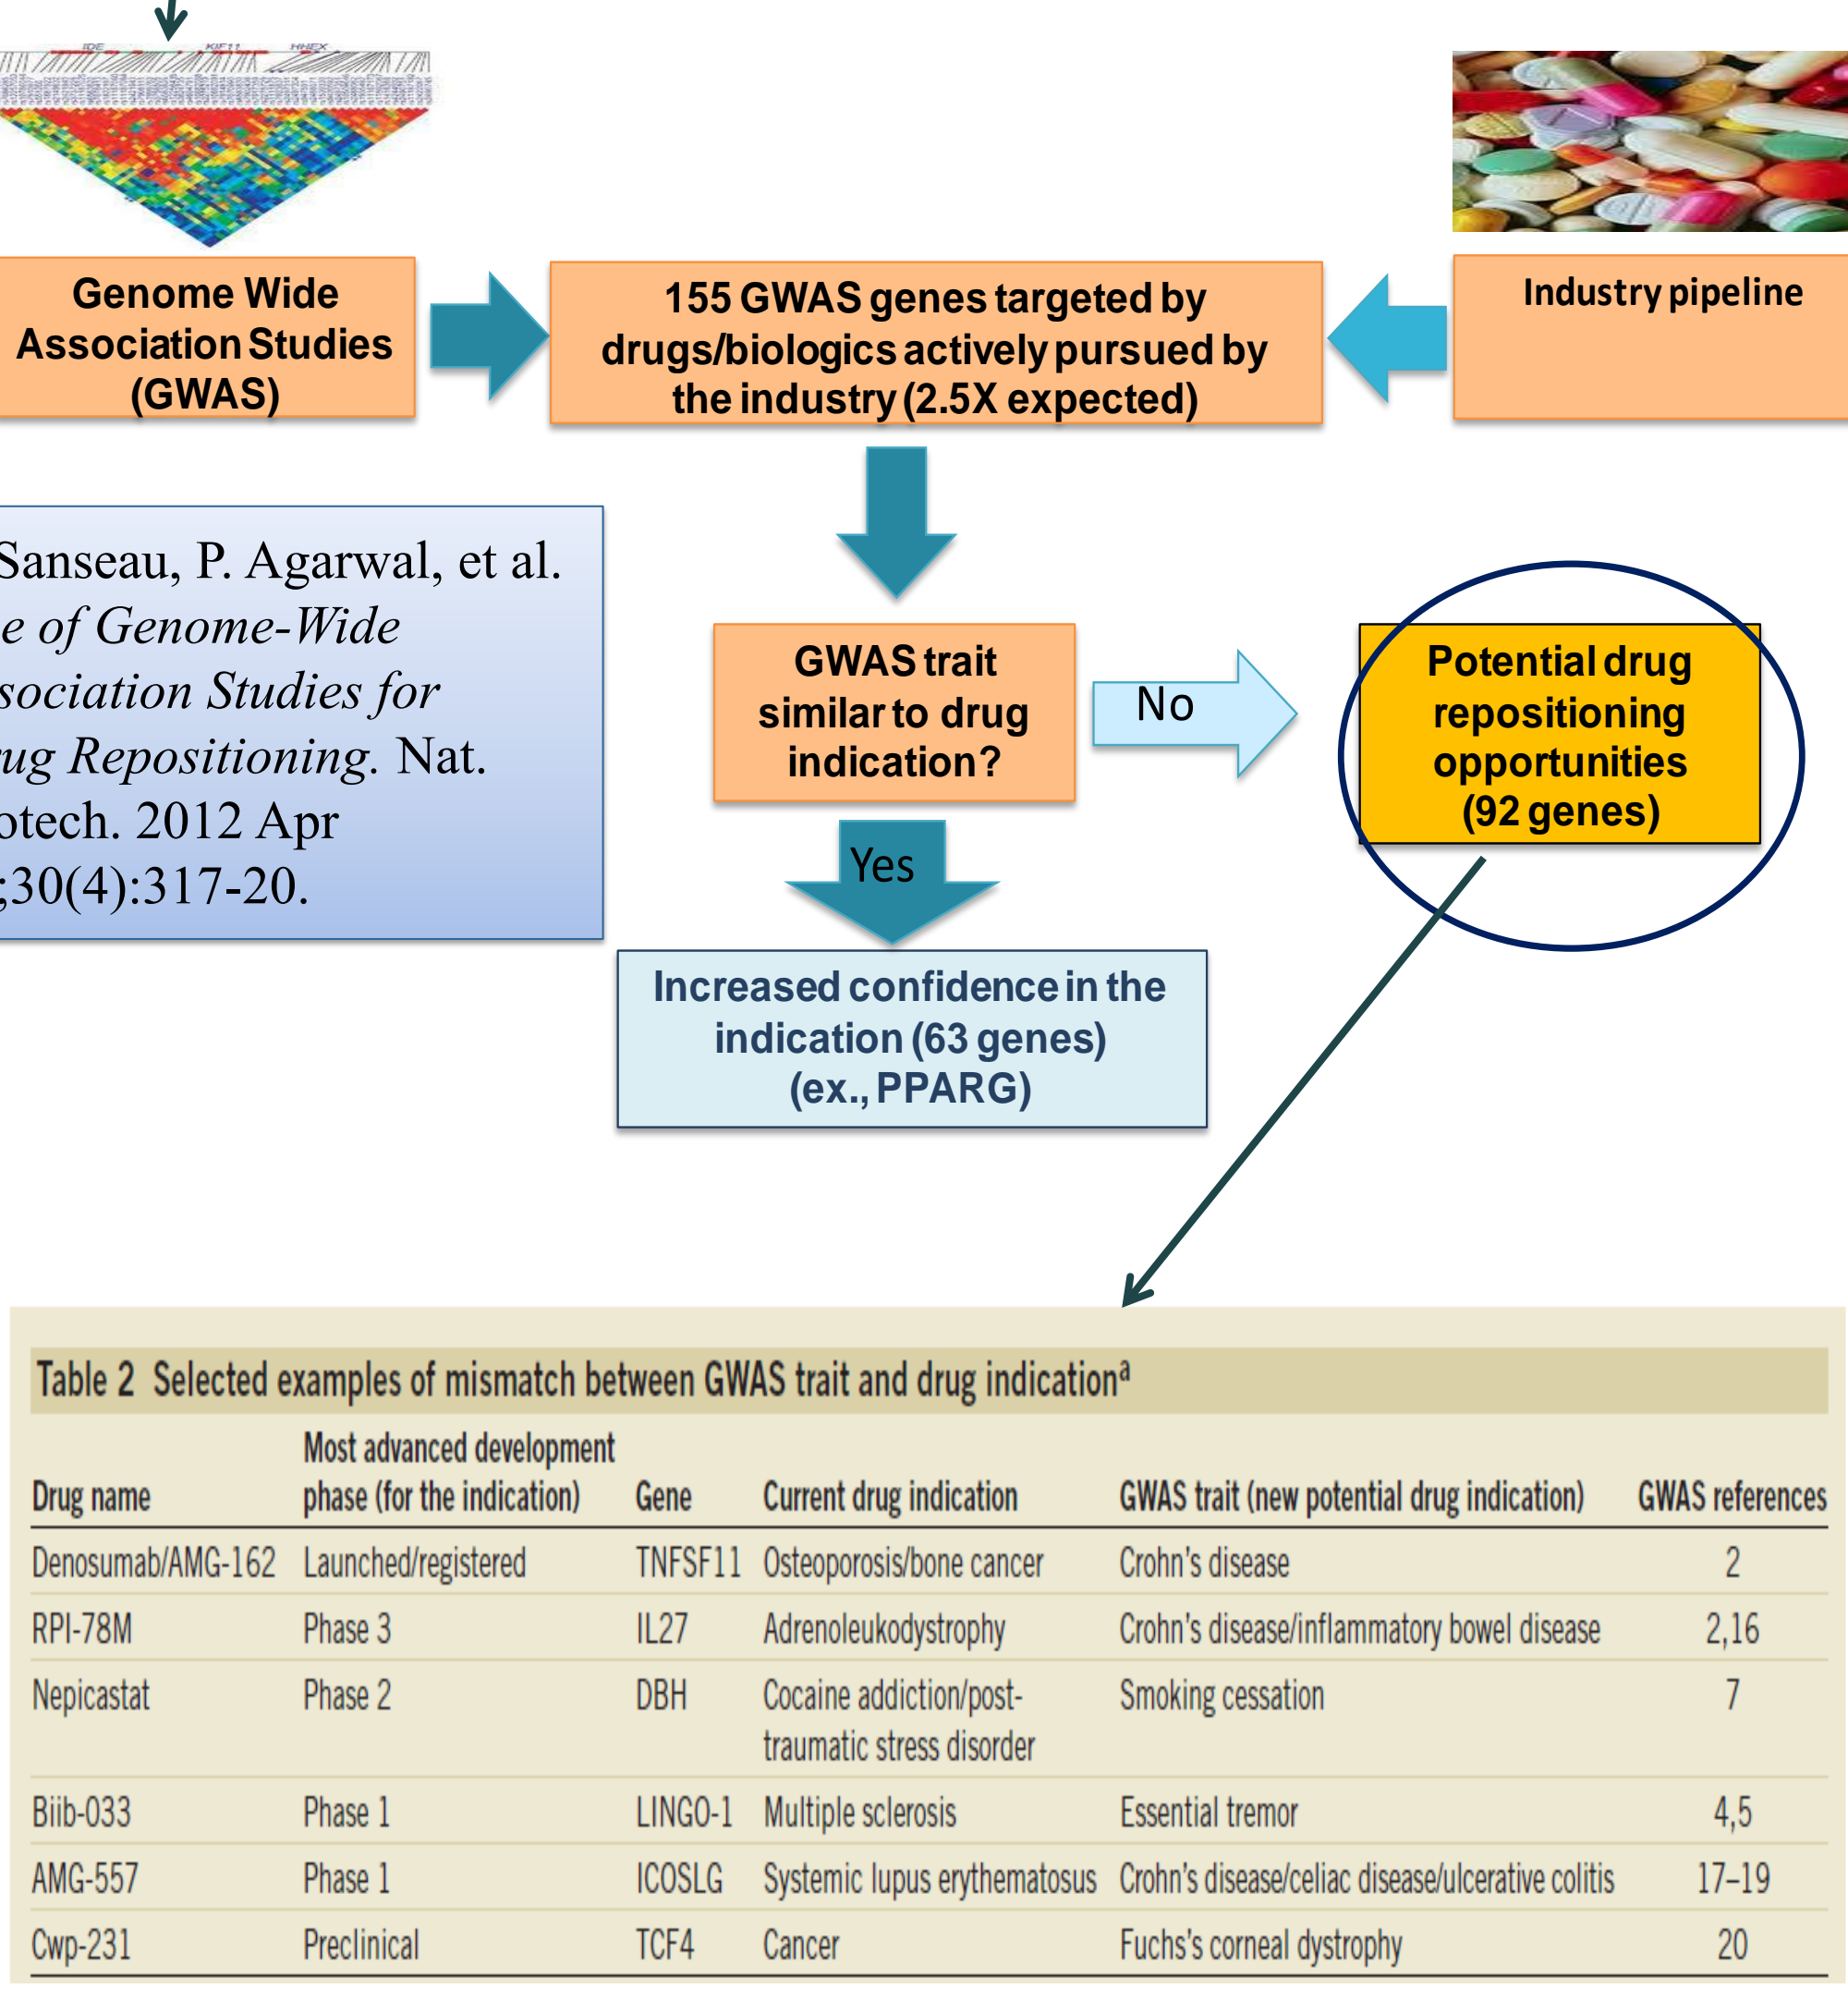 IDE KIF11 HHEX
Genome Wide
Association Studies
(GWAS)
155 GWAS genes targeted by
drugs/biologics actively pursued by
the industry (2.5X expected)
Industry pipeline
Sanseau, P. Agarwal, et al.
e of Genome-Wide
sociation Studies for
rug Repositioning. Nat.
otech. 2012 Apr
;30(4):317-20.
GWAS trait
similar to drug
indication?
No
Potential drug
repositioning
opportunities
(92 genes)
Yes
Increased confidence in the
indication (63 genes)
(ex., PPARG)
Table 2 Selected examples of mismatch between GWAS trait and drug indicationa
Most advanced development
Drug name phase (for the indication) Gene Current drug indication GWAS trait (new potential drug indication) GWAS references
Denosumab/AMG-162 Launched/registered TNFSF11 Osteoporosis/bone cancer Crohn's disease 2
RPI-78M Phase 3 IL27 Adrenoleukodystrophy Crohn's disease/inflammatory bowel disease 2,16
Nepicastat Phase 2 DBH Cocaine addiction/post- Smoking cessation 7
traumatic stress disorder
Biib-033 Phase 1 LINGO-1 Multiple sclerosis Essential tremor 4,5
AMG-557 Phase 1 ICOSLG Systemic lupus erythematosus Crohn's disease/celiac disease/ulcerative colitis 17–19
Cwp-231 Preclinical TCF4 Cancer Fuchs's corneal dystrophy 20